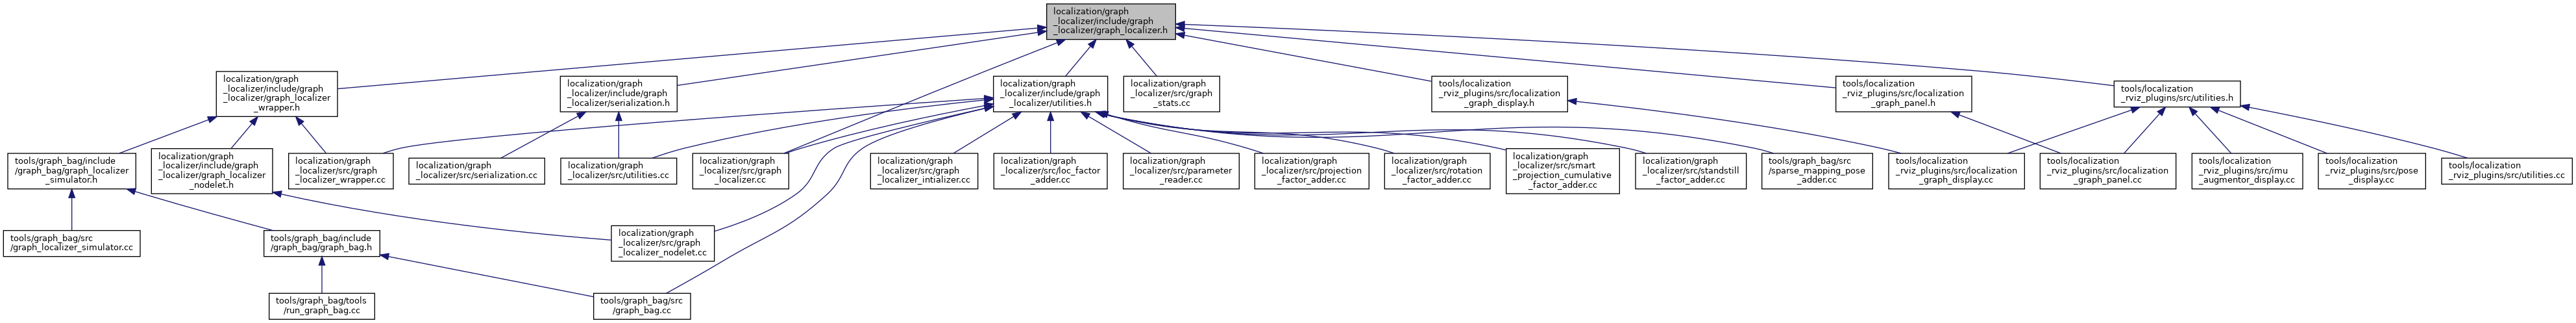 localization/graph
_localizer/include/graph
_localizer/graph_localizer.h
localization/graph
_localizer/include/graph
_localizer/graph_localizer
_wrapper.h
localization/graph
_localizer/include/graph
_localizer/serialization.h
localization/graph
_localizer/include/graph
_localizer/utilities.h
localization/graph
_localizer/src/graph
_stats.cc
tools/localization
_rviz_plugins/src/localization
_graph_display.h
tools/localization
_rviz_plugins/src/localization
_graph_panel.h
tools/localization
_rviz_plugins/src/utilities.h
tools/graph_bag/include
/graph_bag/graph_localizer
_simulator.h
localization/graph
_localizer/include/graph
_localizer/graph_localizer
_nodelet.h
localization/graph
_localizer/src/graph
_localizer_wrapper.cc
localization/graph
_localizer/src/serialization.cc
localization/graph
_localizer/src/utilities.cc
localization/graph
_localizer/src/graph
_localizer.cc
localization/graph
_localizer/src/graph
_localizer_intializer.cc
localization/graph
_localizer/src/loc_factor
_adder.cc
localization/graph
_localizer/src/parameter
_reader.cc
localization/graph
_localizer/src/projection
_factor_adder.cc
localization/graph
_localizer/src/rotation
_factor_adder.cc
localization/graph
_localizer/src/smart
_projection_cumulative
_factor_adder.cc
localization/graph
_localizer/src/standstill
_factor_adder.cc
tools/graph_bag/src
/sparse_mapping_pose
_adder.cc
tools/localization
_rviz_plugins/src/localization
_graph_display.cc
tools/localization
_rviz_plugins/src/localization
_graph_panel.cc
tools/localization
_rviz_plugins/src/imu
_augmentor_display.cc
tools/localization
_rviz_plugins/src/pose
_display.cc
tools/localization
_rviz_plugins/src/utilities.cc
tools/graph_bag/src
/graph_localizer_simulator.cc
tools/graph_bag/include
/graph_bag/graph_bag.h
localization/graph
_localizer/src/graph
_localizer_nodelet.cc
tools/graph_bag/tools
/run_graph_bag.cc
tools/graph_bag/src
/graph_bag.cc